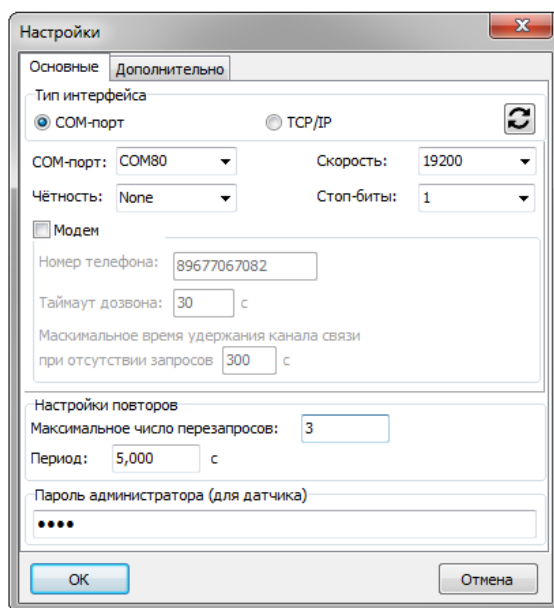 Настройки
Основные Дополнительно
Тип интерфейса
COM-порт TCP/IP
COM-порт: COM80 Скорость: 19200
Чётность: None Стоп-биты: 1
Модем
Номер телефона: 89677067082
Таймаут дозвона: 30 с
Маскимальное время удержания канала связи
при отсутствии запросов 300 с
Настройки повторов
Максимальное число перезапросов: 3
Период: 5,000 с
Пароль администратора (для датчика)
••••
OK Отмена